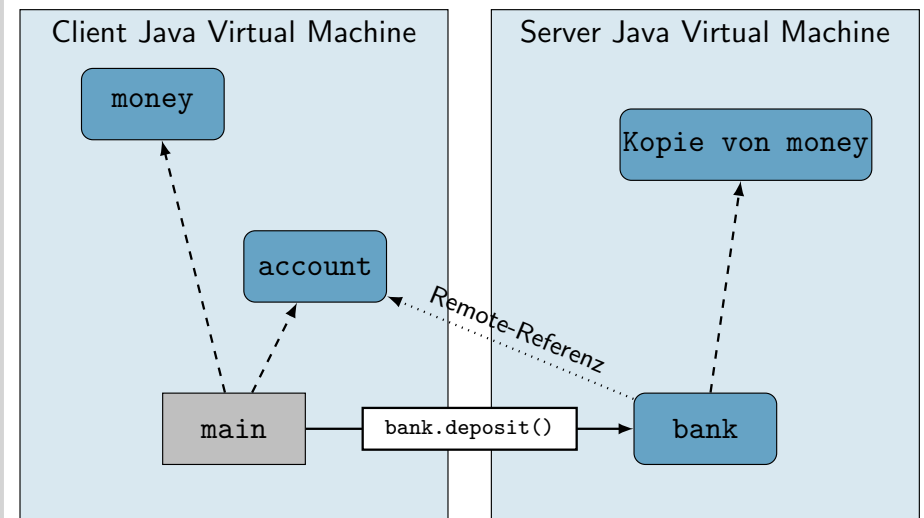 Client Java Virtual Machine
Server Java Virtual Machine
money
Kopie von money
account
Remote-Referenz
main
bank.deposit()
bank